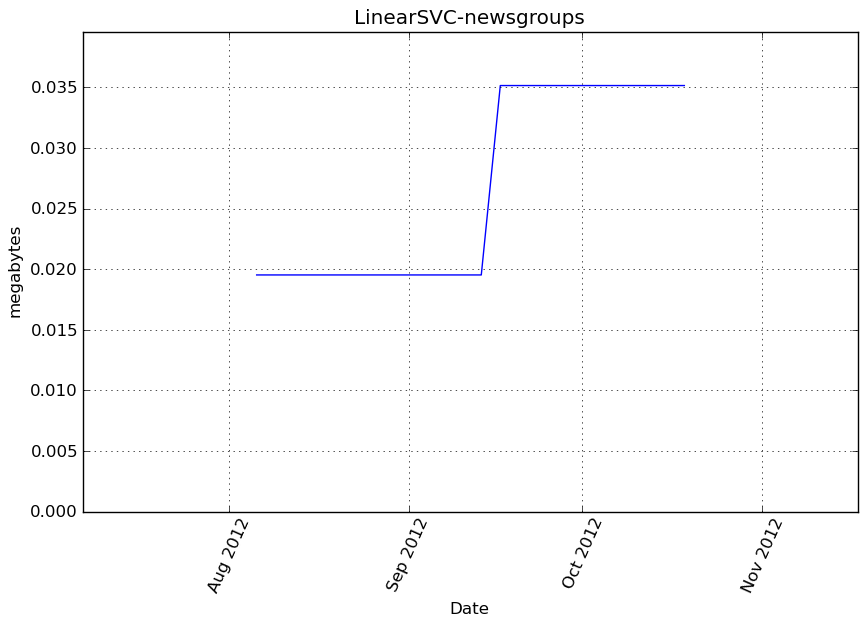 LinearSVC-newsgroups
megabytes
0.035
0.030
0.025
0.020
0.015
0.010
0.005
0.000
Aug 2012
Sep 2012
Oct 2012
Nov 2012
Date